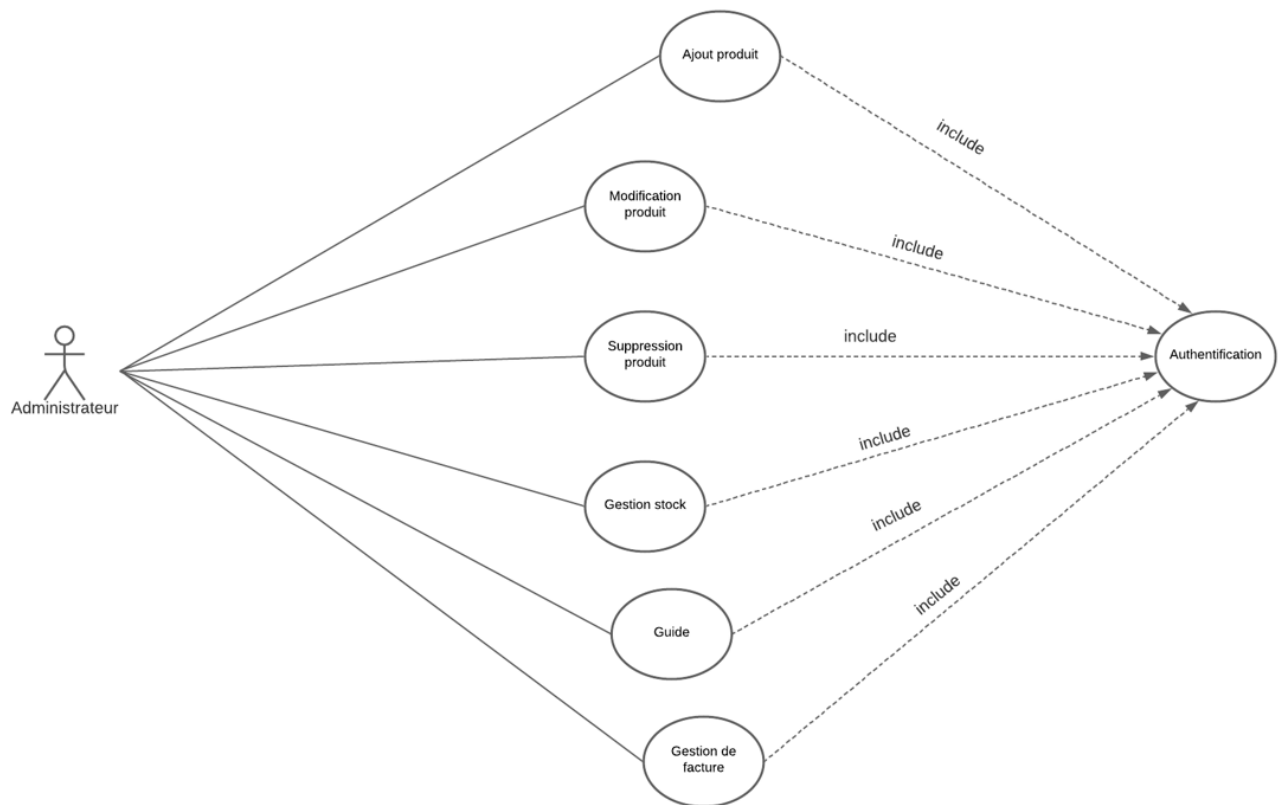 Ajout produit
include
Modification
produit
include
Suppression
produit
include
Authentification
Administrateur
include
Gestion stock
include
Guide
include
Gestion de
facture